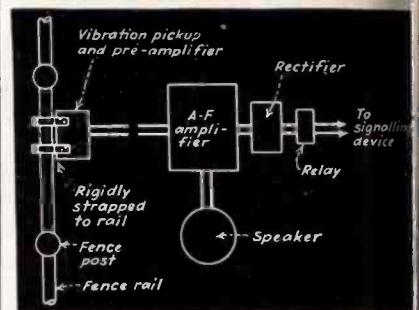 Vibration pickup
and pre-amplifier
Rectifier
A-F
ampli-
fier
To
signalling
device
Relay
Rigidly
strapped
to rail
Speaker
Fence
post
Fence rail